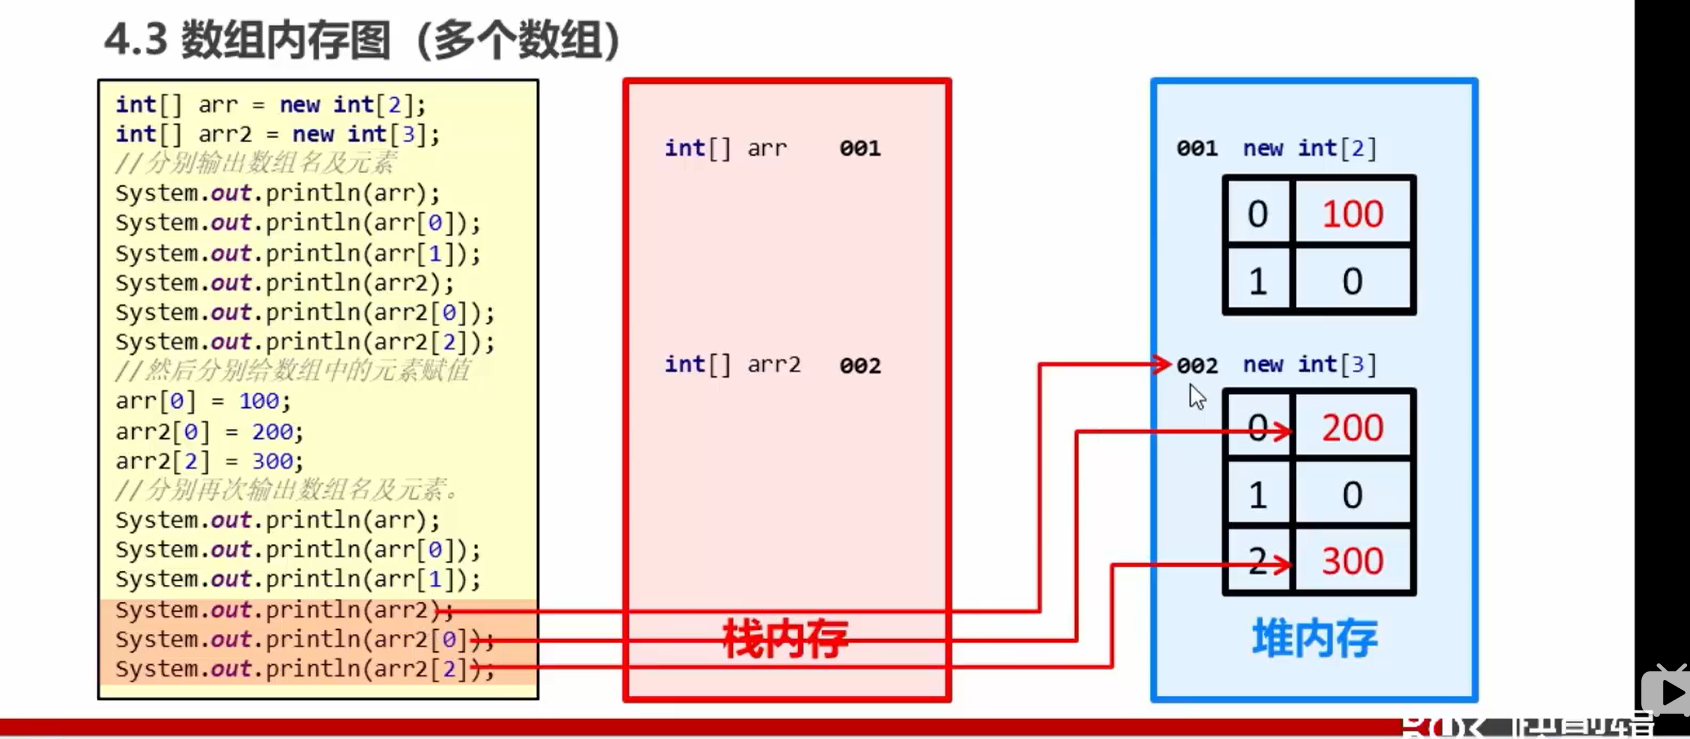 4.3 数组内存图（多个数组）
int[] arr = new int[2];
int[] arr2 = new int[3];
//分别输出数组名及元素
System.out.println(arr);
System.out.println(arr[0]);
System.out.println(arr[1]);
System.out.println(arr2);
System.out.println(arr2[0]);
System.out.println(arr2[2]);
//然后分别给数组中的元素赋值
arr[0] = 100;
arr2[0] = 200;
arr2[2] = 300;
//分别再次输出数组名及元素。
System.out.println(arr);
System.out.println(arr[0]);
System.out.println(arr[1]);
System.out.println(arr2);
System.out.println(arr2[0]);
System.out.println(arr2[2]);
int[] arr 001
int[] arr2 002
栈内存
001 new int[2]
0 100
1 0
002 new int[3]
0 200
1 0
2 300
堆内存